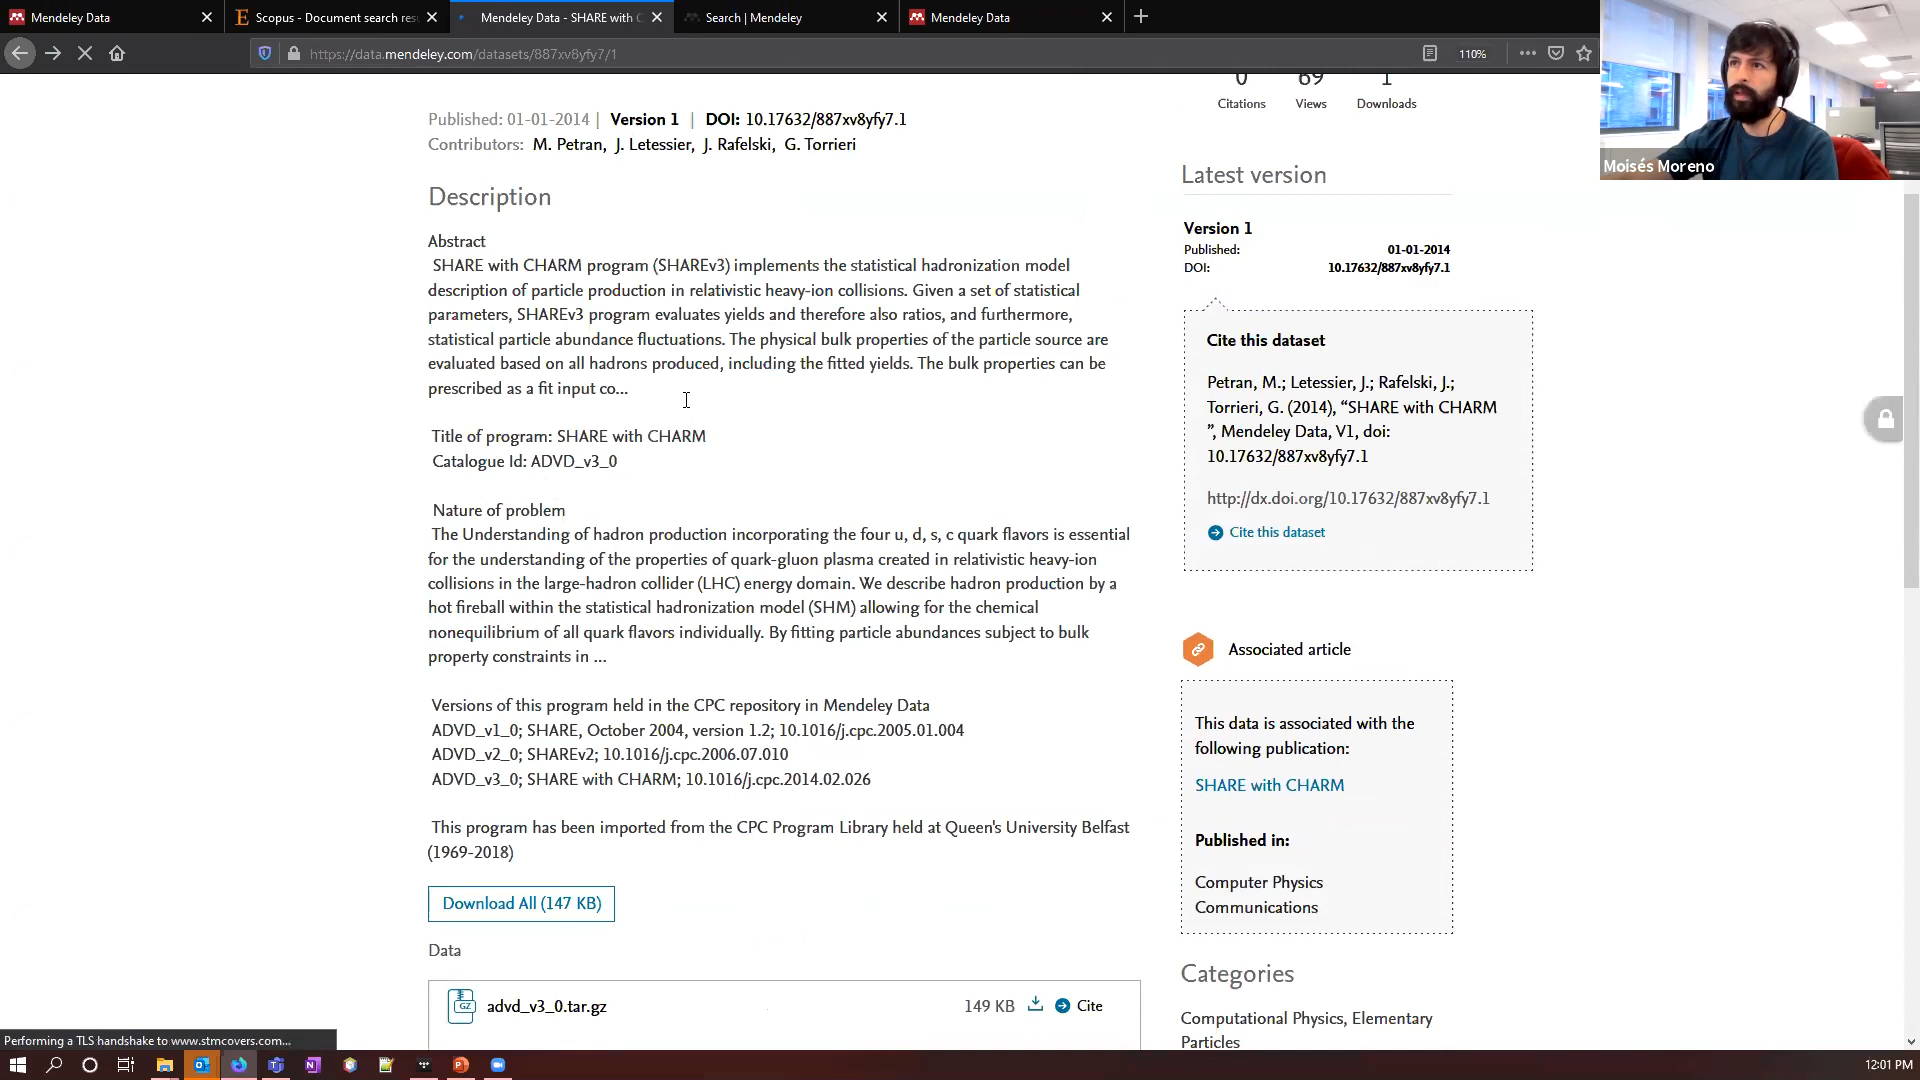 Mendeley Data
Scopus - Document search res
Mendeley Data - SHARE with C
Search | Mendeley
Mendeley Data
https://data.mendeley.com/datasets/887xv8yfy7/1
110%
Moisés Moreno
0 69 1
Citations Views Downloads
Published: 01-01-2014 | Version 1 | DOI: 10.17632/887xv8yfy7.1
Contributors: M. Petran, J. Letessier, J. Rafelski, G. Torrieri
Description
Abstract
SHARE with CHARM program (SHAREv3) implements the statistical hadronization model
description of particle production in relativistic heavy-ion collisions. Given a set of statistical
parameters, SHAREv3 program evaluates yields and therefore also ratios, and furthermore,
statistical particle abundance fluctuations. The physical bulk properties of the particle source are
evaluated based on all hadrons produced, including the fitted yields. The bulk properties can be
prescribed as a fit input co...
Title of program: SHARE with CHARM
Catalogue Id: ADVD_v3_0
Nature of problem
The Understanding of hadron production incorporating the four u, d, s, c quark flavors is essential
for the understanding of the properties of quark-gluon plasma created in relativistic heavy-ion
collisions in the large-hadron collider (LHC) energy domain. We describe hadron production by a
hot fireball within the statistical hadronization model (SHM) allowing for the chemical
nonequilibrium of all quark flavors individually. By fitting particle abundances subject to bulk
property constraints in ...
Versions of this program held in the CPC repository in Mendeley Data
ADVD_v1_0; SHARE, October 2004, version 1.2; 10.1016/j.cpc.2005.01.004
ADVD_v2_0; SHAREv2; 10.1016/j.cpc.2006.07.010
ADVD_v3_0; SHARE with CHARM; 10.1016/j.cpc.2014.02.026
This program has been imported from the CPC Program Library held at Queen's University Belfast
(1969-2018)
Download All (147 KB)
Data
GZ advd_v3_0.tar.gz 149 KB Cite
Latest version
Version 1
Published: 01-01-2014
DOI: 10.17632/887xv8yfy7.1
Cite this dataset
Petran, M.; Letessier, J.; Rafelski, J.;
Torrieri, G. (2014), “SHARE with CHARM
”, Mendeley Data, V1, doi:
10.17632/887xv8yfy7.1
http://dx.doi.org/10.17632/887xv8yfy7.1
Cite this dataset
Associated article
This data is associated with the
following publication:
SHARE with CHARM
Published in:
Computer Physics
Communications
Categories
Computational Physics, Elementary
Particles
Performing a TLS handshake to www.stmcovers.com...
12:01 PM